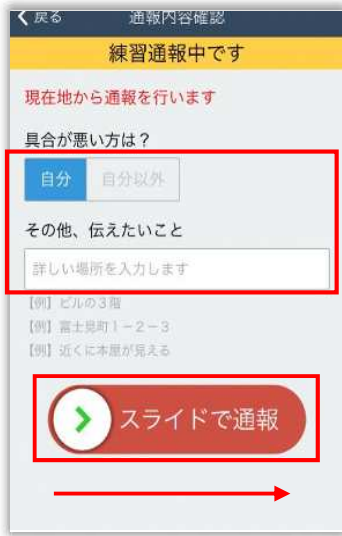 戻る 通報内容確認
練習通報中です
現在地から通報を行います
具合が悪い方は？
自分 自分以外
その他、伝えたいこと
詳しい場所を入力します
【例】ビルの３階
【例】富士見町１－２－３
【例】近くに本屋が見える
スライドで通報